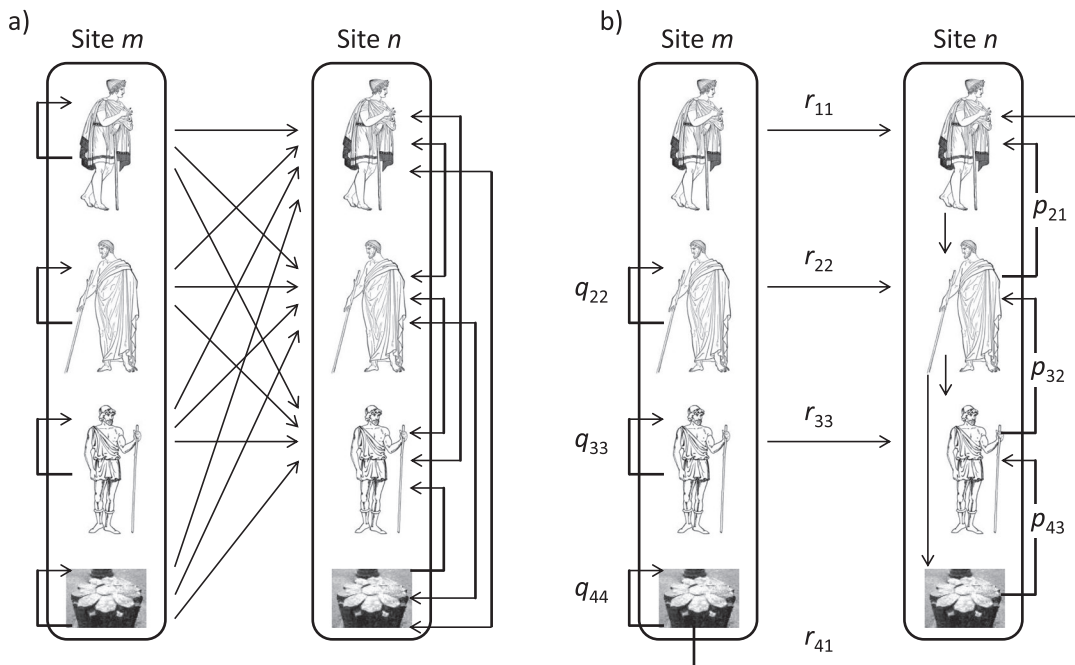 a)
Site m
Site n
b)
Site m
Site n
r11
p21
r22
q22
p32
r33
q33
p43
q44
r41